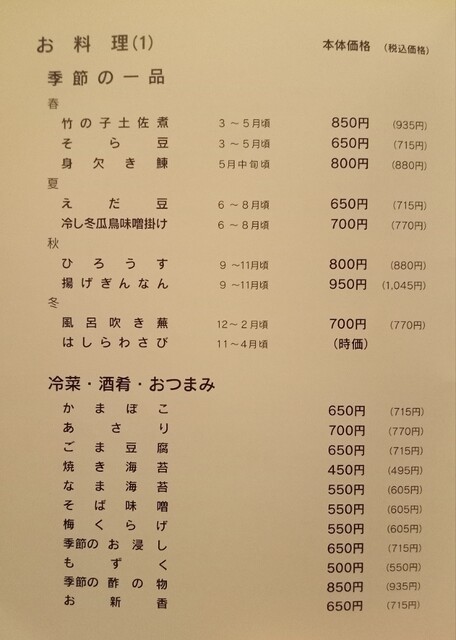 お料理(1) 本体価格 (税込価格)
季節の一品
春
竹の子土佐煮 3～5月頃 850円 (935円)
そら豆 3～5月頃 650円 (715円)
身欠き鰊 5月中旬頃 800円 (880円)
夏
えだ豆 6～8月頃 650円 (715円)
冷し冬瓜鳥味噌掛け 6～8月頃 700円 (770円)
秋
ひろうす 9～11月頃 800円 (880円)
揚げぎんなん 9～11月頃 950円 (1,045円)
冬
風呂吹き蕪 12～2月頃 700円 (770円)
はしらわさび 11～4月頃 (時価)
冷菜・酒肴・おつまみ
かまぼこ 650円 (715円)
あさり 700円 (770円)
ごま豆腐 650円 (715円)
焼き海苔 450円 (495円)
なま海苔 550円 (605円)
そば味噌 550円 (605円)
梅くらげ 550円 (605円)
季節のお浸し 650円 (715円)
もずく 500円 (550円)
季節の酢の物 850円 (935円)
お新香 650円 (715円)